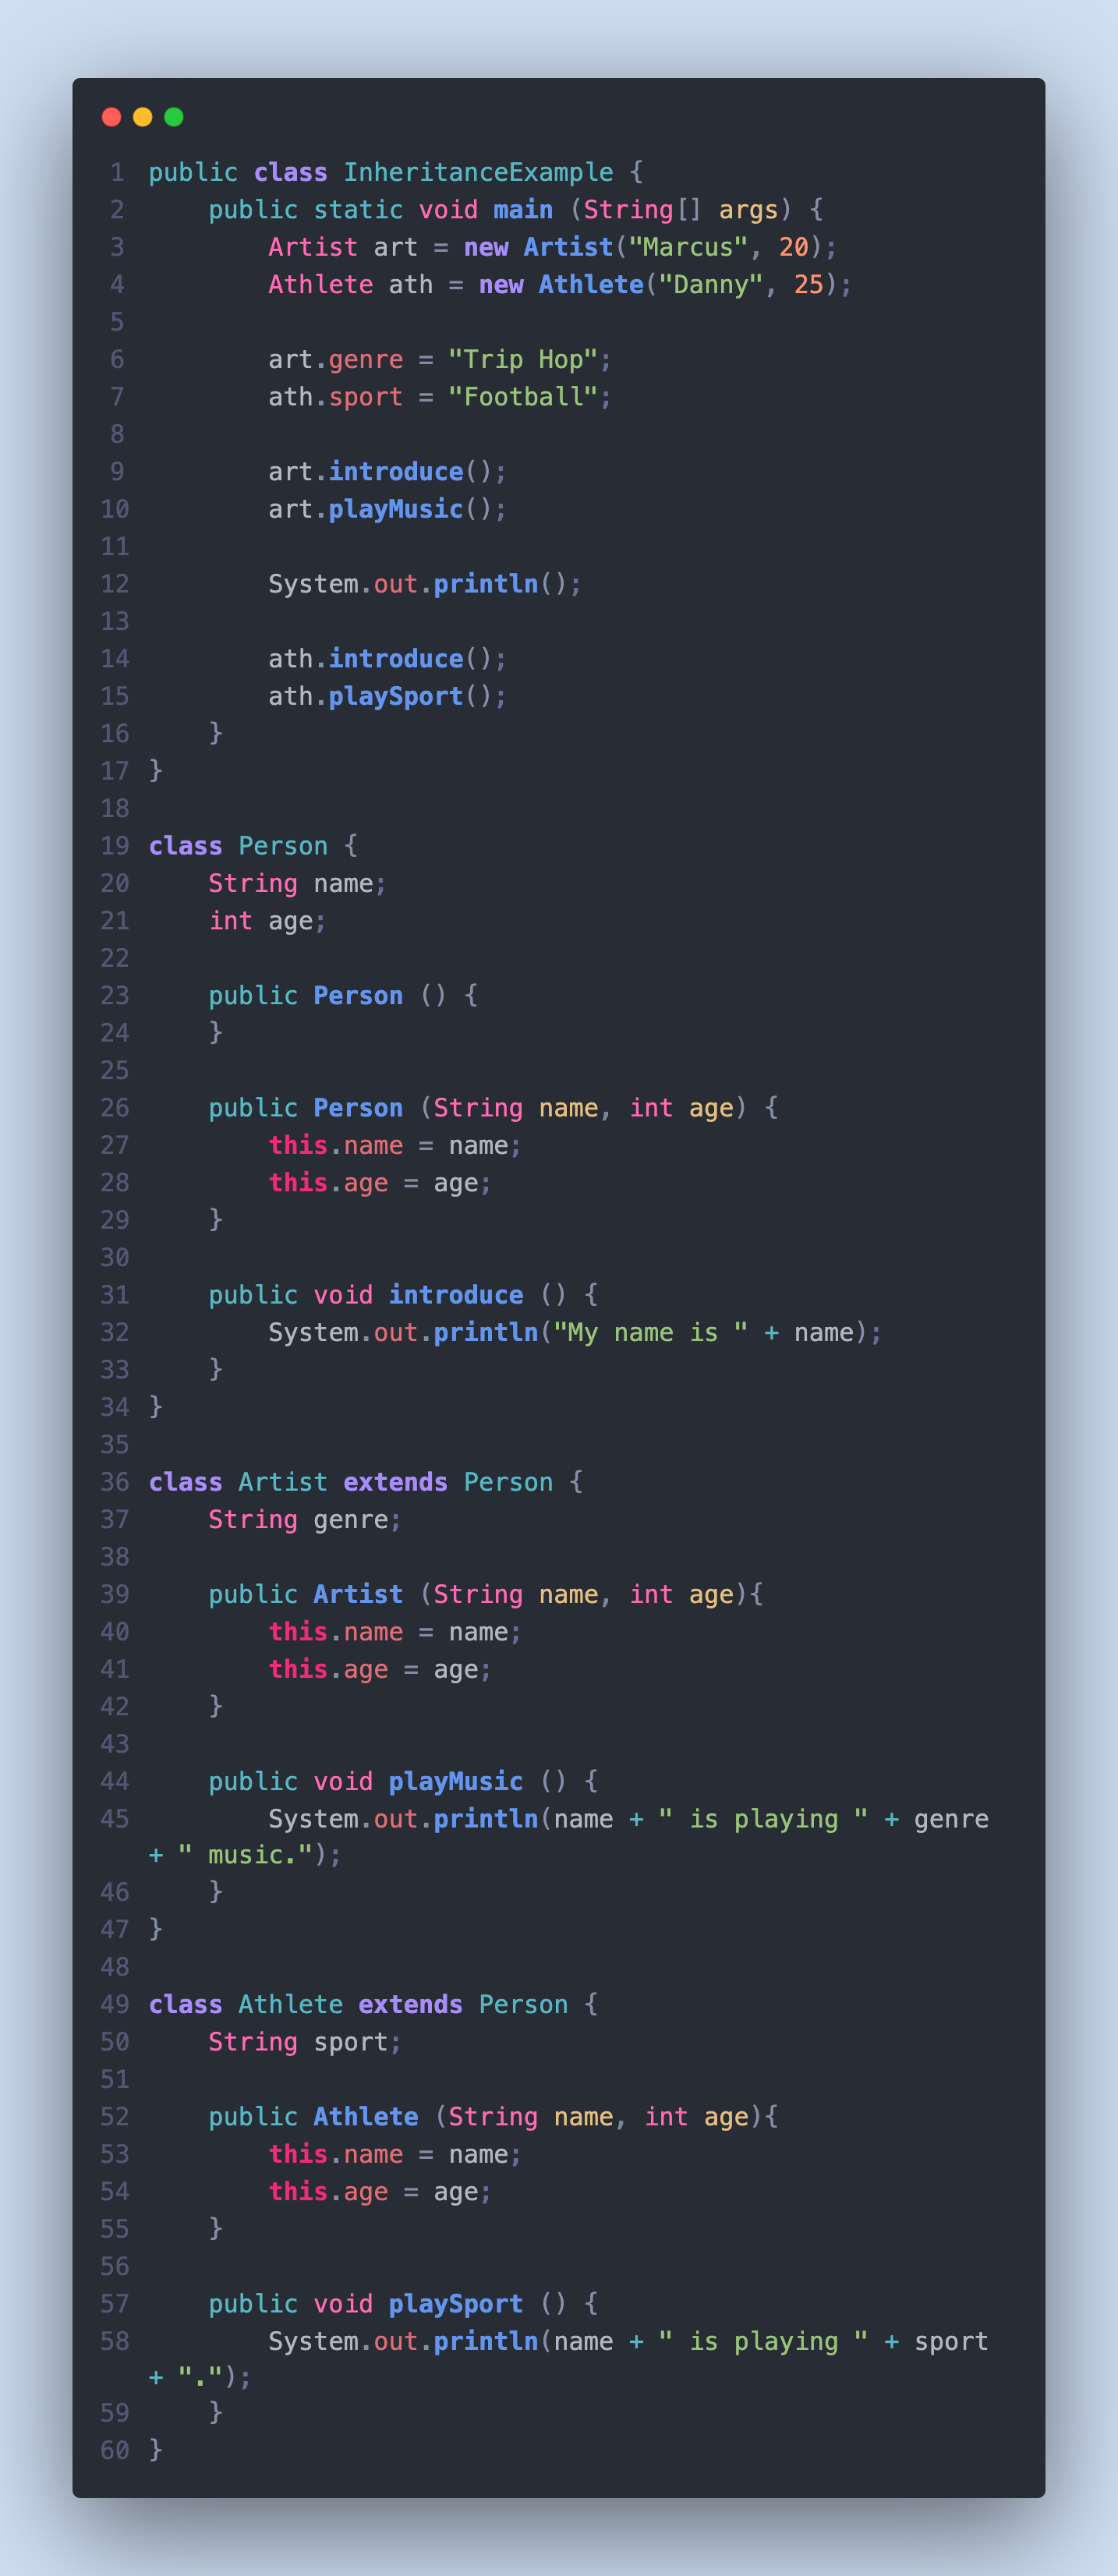 1 public class InheritanceExample {
2     public static void main (String[] args) {
3         Artist art = new Artist("Marcus", 20);
4         Athlete ath = new Athlete("Danny", 25);
5
6         art.genre = "Trip Hop";
7         ath.sport = "Football";
8
9         art.introduce();
10         art.playMusic();
11
12         System.out.println();
13
14         ath.introduce();
15         ath.playSport();
16     }
17 }
18
19 class Person {
20     String name;
21     int age;
22
23     public Person () {
24     }
25
26     public Person (String name, int age) {
27         this.name = name;
28         this.age = age;
29     }
30
31     public void introduce () {
32         System.out.println("My name is " + name);
33     }
34 }
35
36 class Artist extends Person {
37     String genre;
38
39     public Artist (String name, int age){
40         this.name = name;
41         this.age = age;
42     }
43
44     public void playMusic () {
45         System.out.println(name + " is playing " + genre
+ " music.");
46     }
47 }
48
49 class Athlete extends Person {
50     String sport;
51
52     public Athlete (String name, int age){
53         this.name = name;
54         this.age = age;
55     }
56
57     public void playSport () {
58         System.out.println(name + " is playing " + sport
+ ".");
59     }
60 }